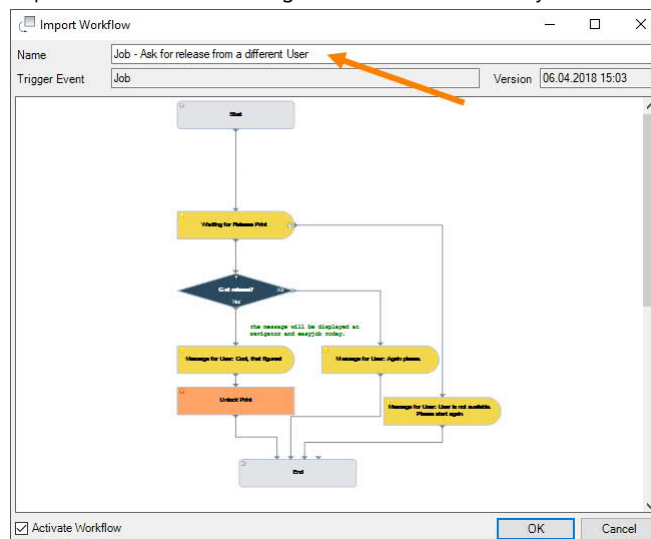 Import Workflow
Name
Job - Ask for release from a different User
Trigger Event
Job
Version
06.04.2018 15:03
Start
Waiting for Release Print
Got release?
No
Yes
The message will be displayed at
navigator and easyjob today.
Message for User: Cool, that figured
Message for User: Again please.
Unlock Print
Message for User: User is not available.
Please start again
End
Activate Workflow
OK
Cancel